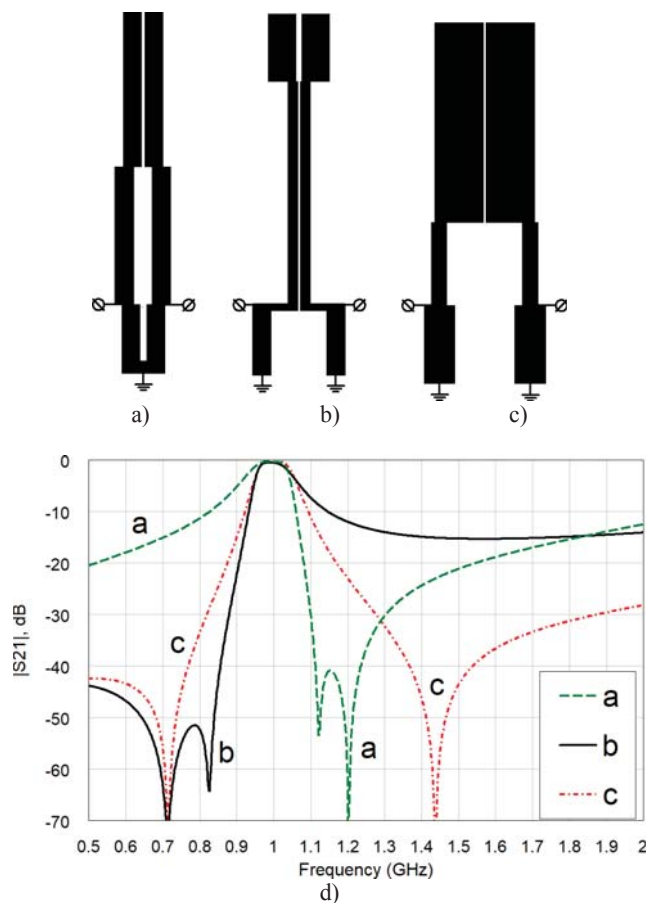 a)
b)
c)
|S21|, dB
0
-10
-20
-30
-40
-50
-60
-70
a
c
b
a
c
a
b
c
0.5 0.6 0.7 0.8 0.9 1 1.1 1.2 1.3 1.4 1.5 1.6 1.7 1.8 1.9 2
Frequency (GHz)
d)